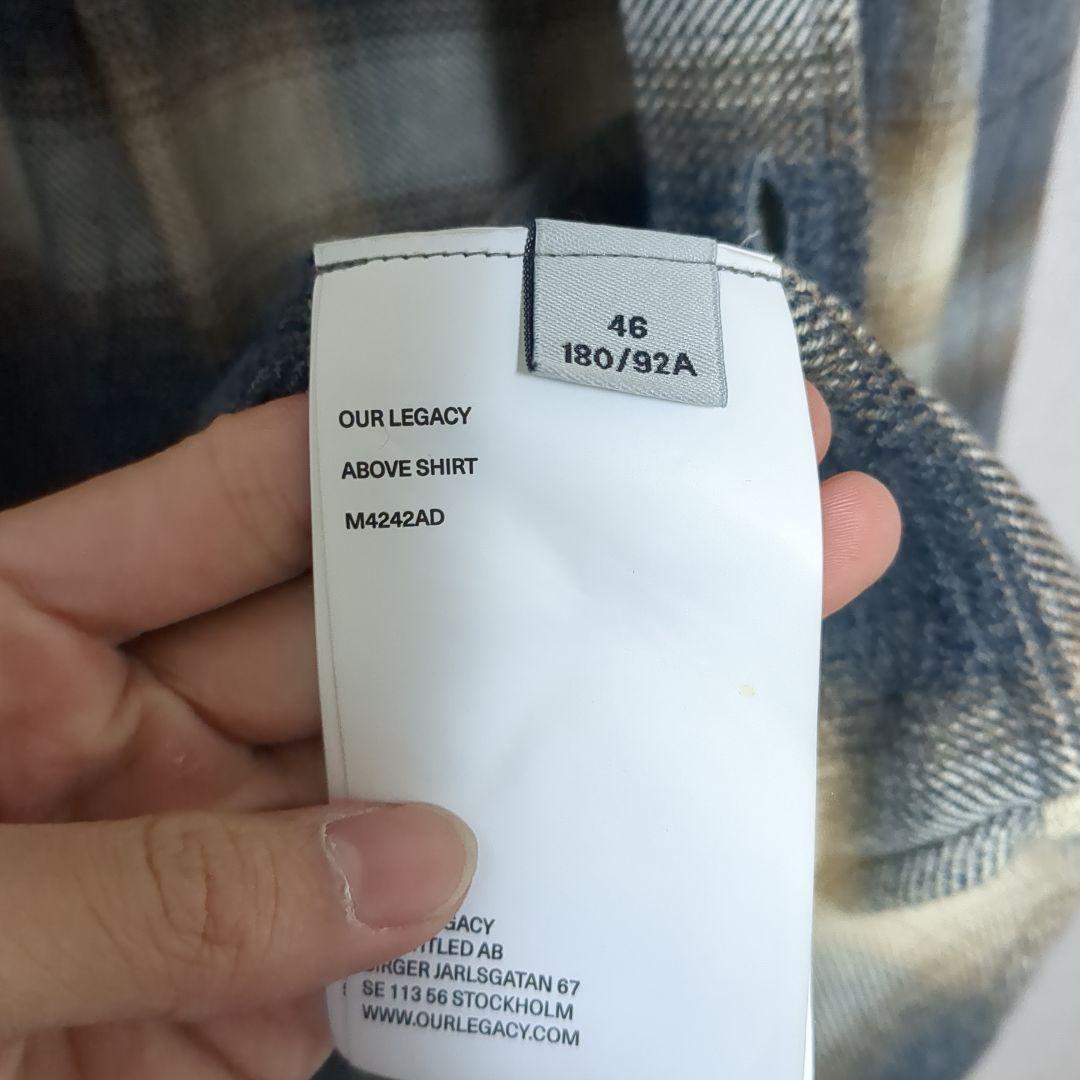 46
180/92A
OUR LEGACY
ABOVE SHIRT
M4242AD
AB
JARLSGATAN 67
SE 113 56 STOCKHOLM
WWW.OURLEGACY.COM